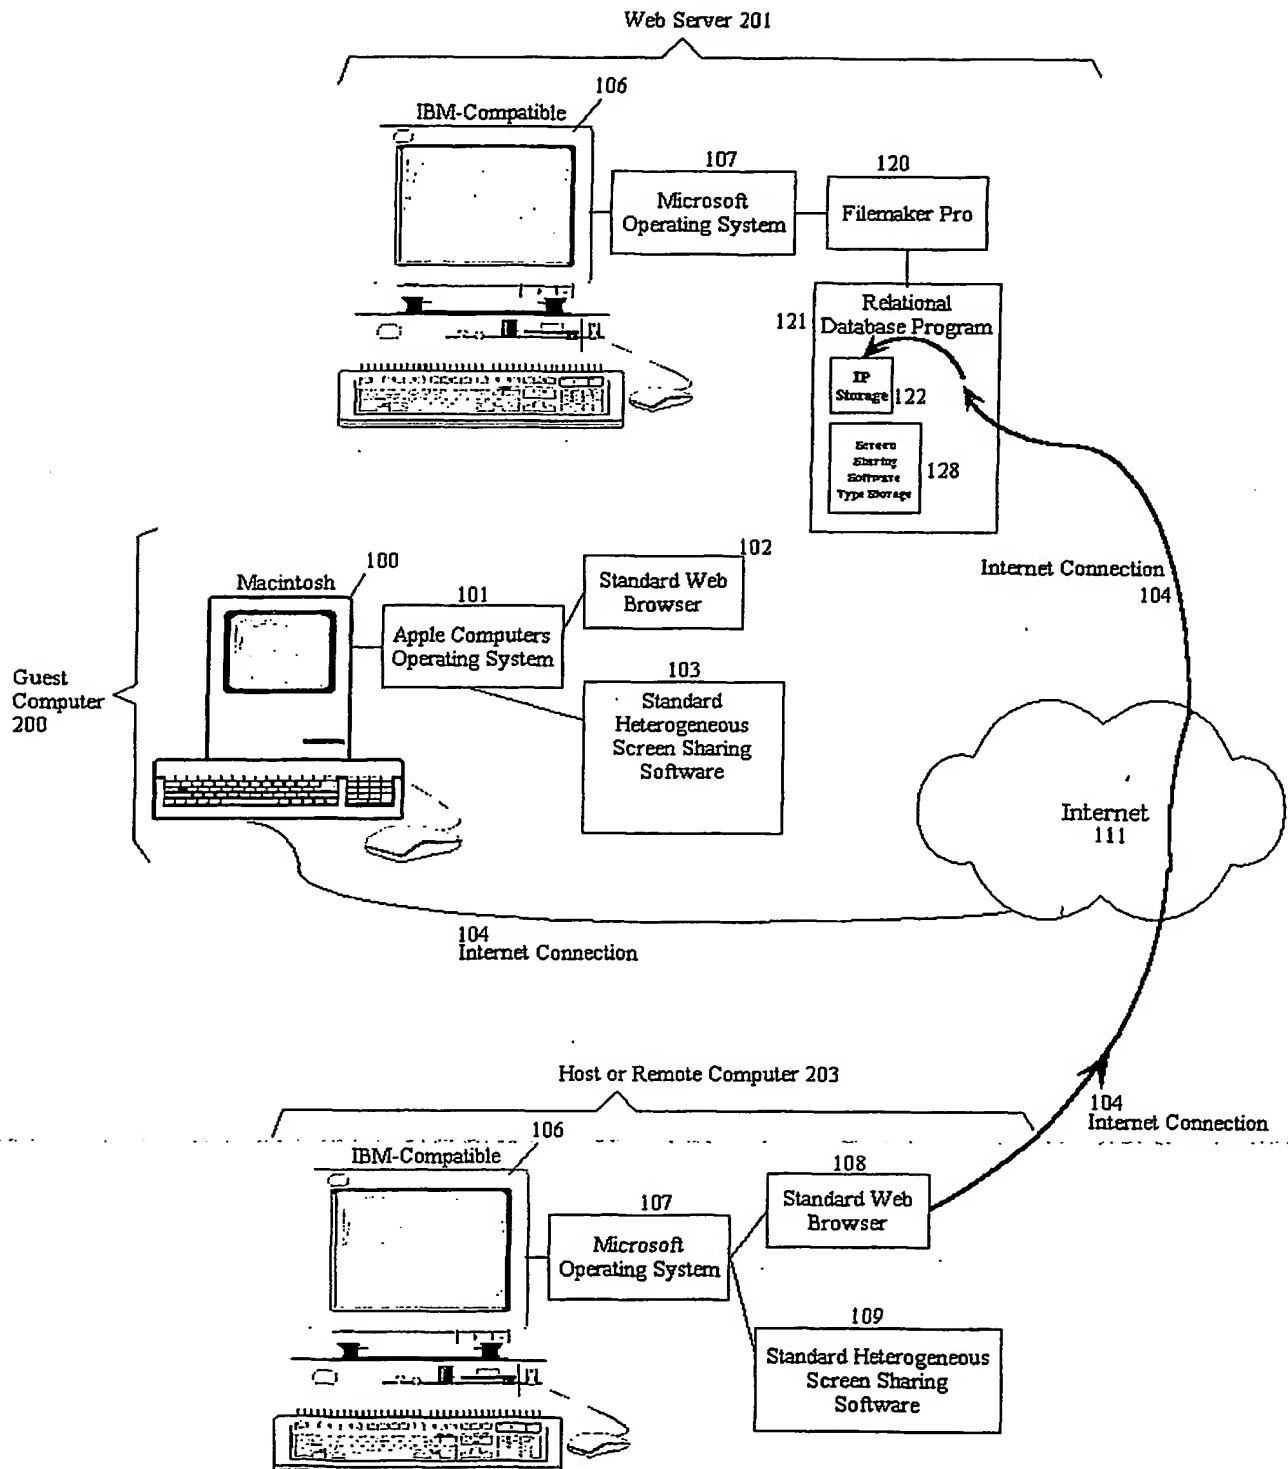 Web Server 201
106
IBM-Compatible
107
Microsoft
Operating System
120
Filemaker Pro
121
Relational
Database Program
IP
Storage
122
Screen
Sharing
Software
Type Storage
128
Internet Connection
104
Guest
Computer
200
Macintosh
100
101
Apple Computers
Operating System
102
Standard Web
Browser
103
Standard
Heterogeneous
Screen Sharing
Software
Internet
111
104
Internet Connection
Host or Remote Computer 203
104
Internet Connection
106
IBM-Compatible
107
Microsoft
Operating System
108
Standard Web
Browser
109
Standard Heterogeneous
Screen Sharing
Software